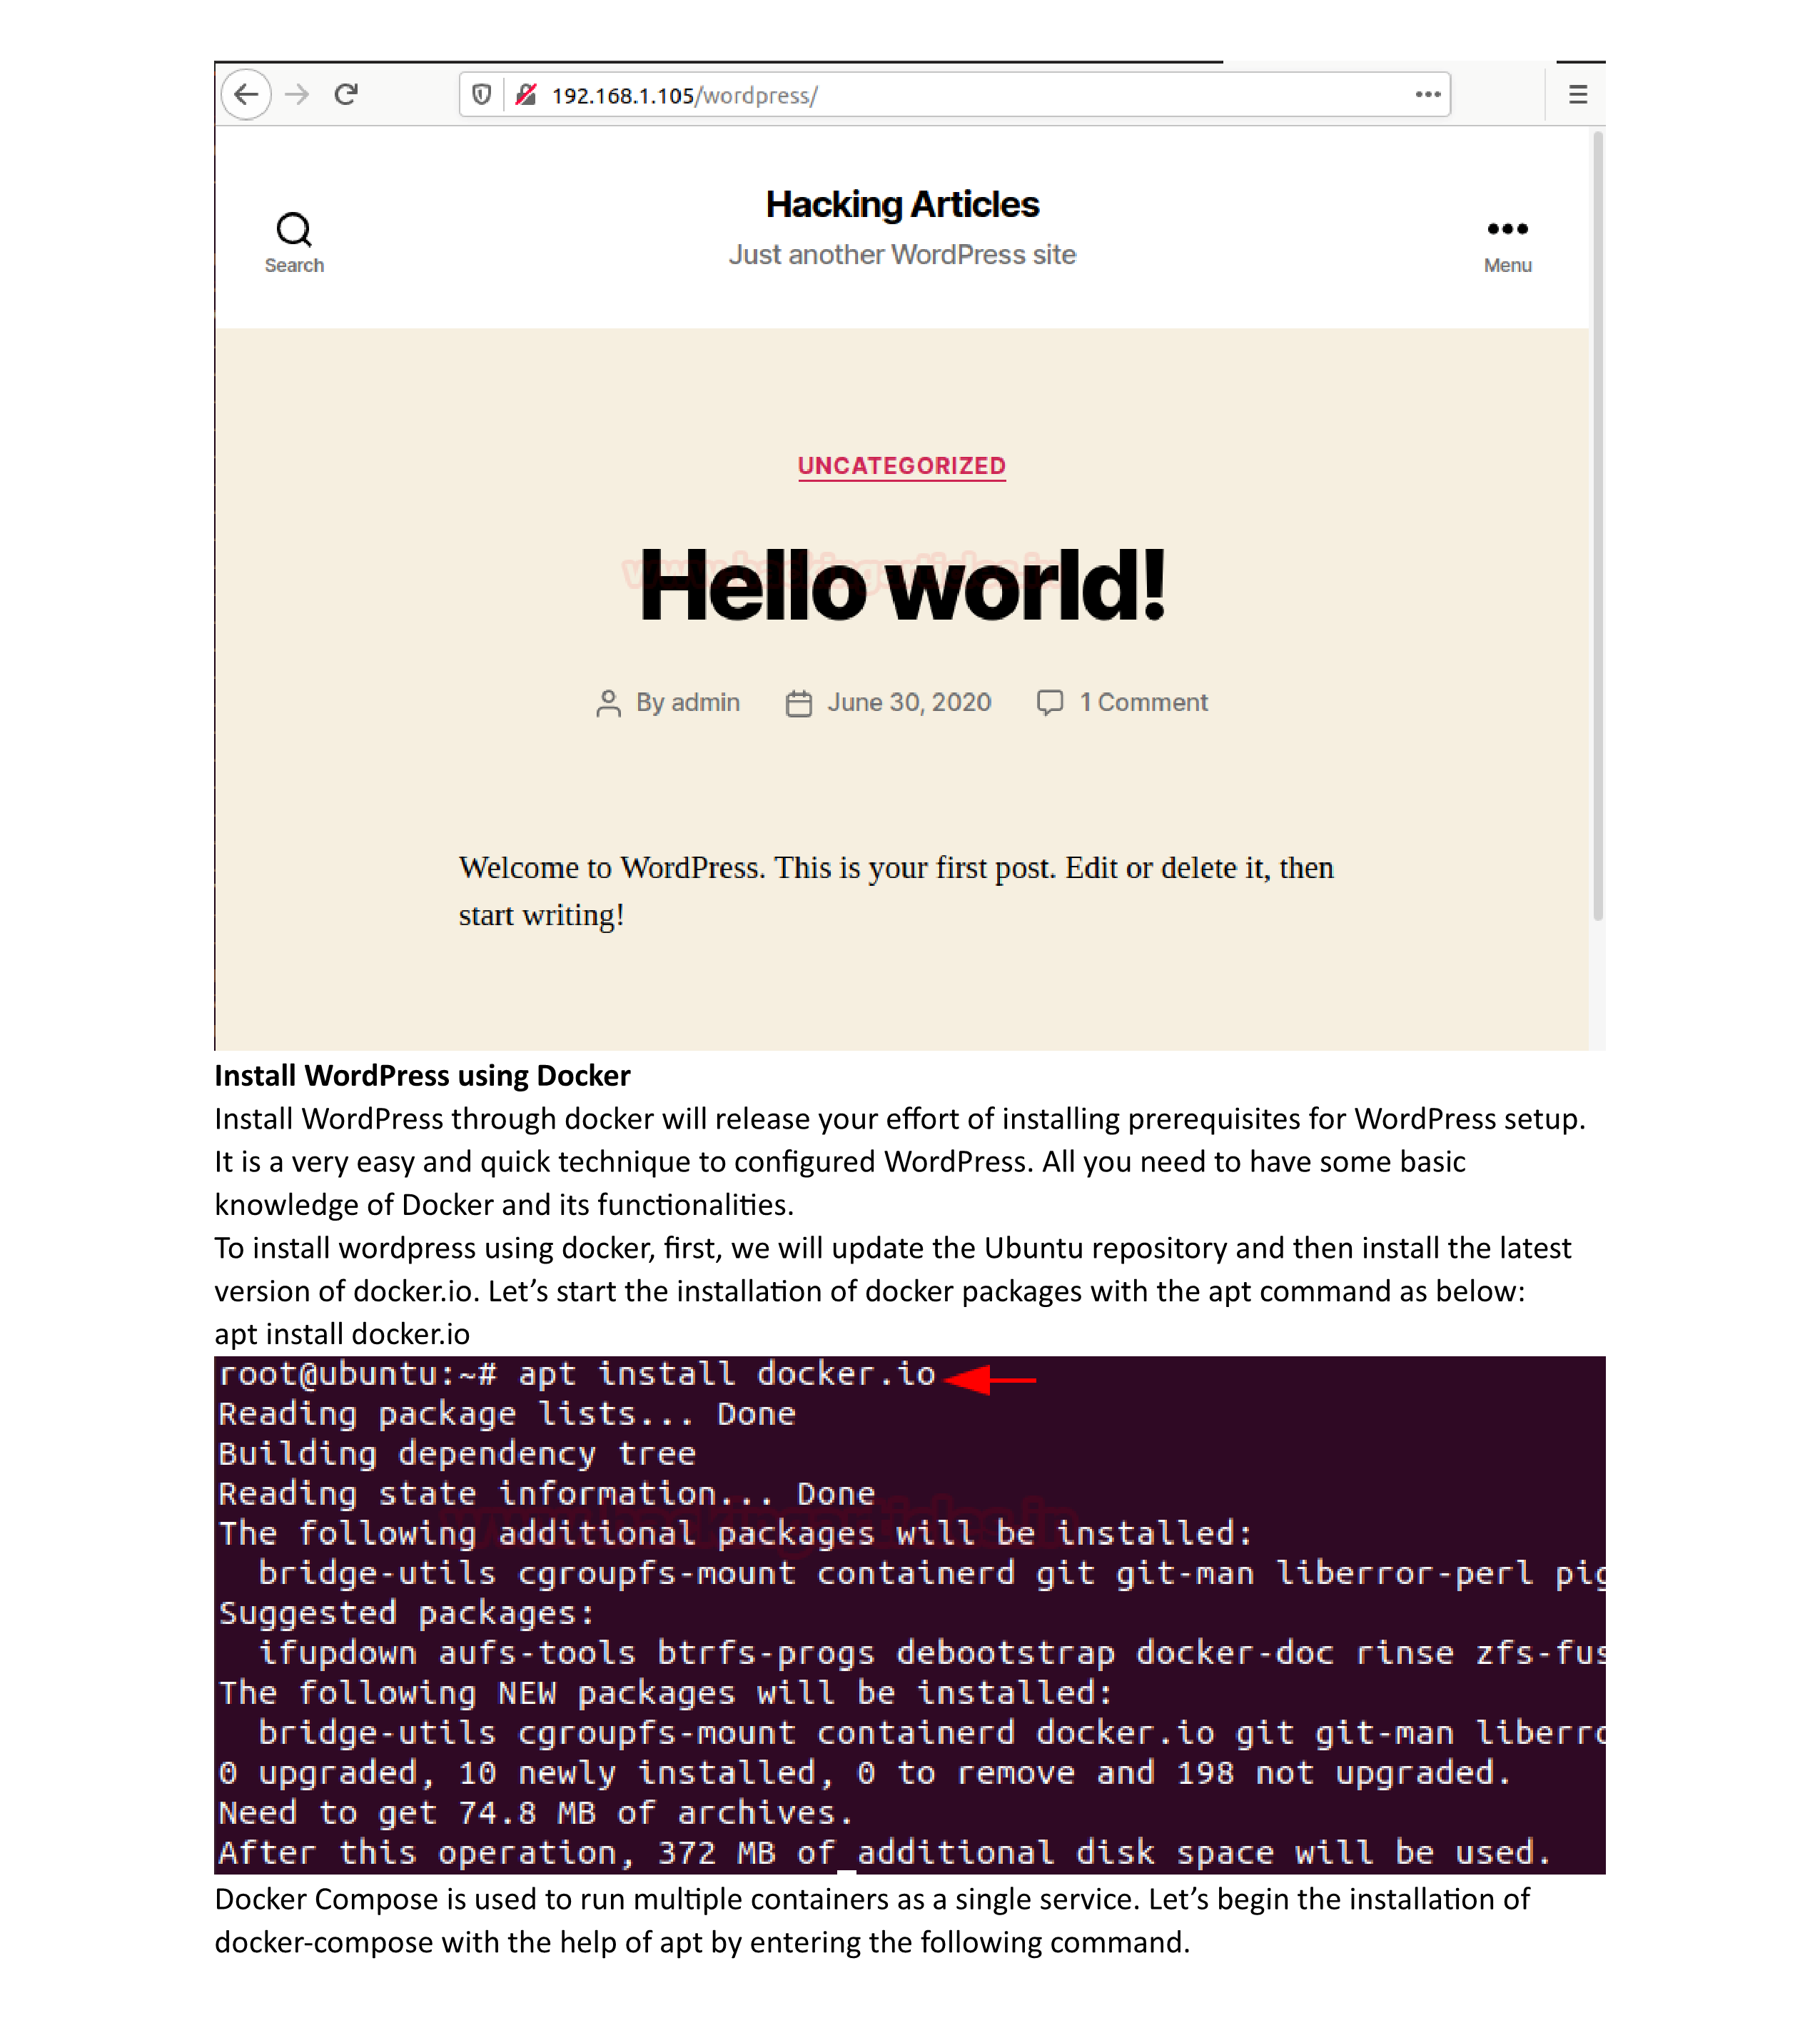 192.168.1.105/wordpress/
Hacking Articles
Just another WordPress site
Search
Menu
UNCATEGORIZED
Hello world!
By admin June 30, 2020 1 Comment
Welcome to WordPress. This is your first post. Edit or delete it, then
start writing!
Install WordPress using Docker
Install WordPress through docker will release your effort of installing prerequisites for WordPress setup.
It is a very easy and quick technique to configured WordPress. All you need to have some basic
knowledge of Docker and its functionalities.
To install wordpress using docker, first, we will update the Ubuntu repository and then install the latest
version of docker.io. Let’s start the installation of docker packages with the apt command as below:
apt install docker.io
root@ubuntu:~# apt install docker.io
Reading package lists... Done
Building dependency tree
Reading state information... Done
www.hackingarticles.in
The following additional packages will be installed:
bridge-utils cgroupfs-mount containerd git git-man liberror-perl pig
Suggested packages:
ifupdown aufs-tools btrfs-progs debootstrap docker-doc rinse zfs-fus
The following NEW packages will be installed:
bridge-utils cgroupfs-mount containerd docker.io git git-man liberro
0 upgraded, 10 newly installed, 0 to remove and 198 not upgraded.
Need to get 74.8 MB of archives.
After this operation, 372 MB of additional disk space will be used.
Docker Compose is used to run multiple containers as a single service. Let’s begin the installation of
docker-compose with the help of apt by entering the following command.